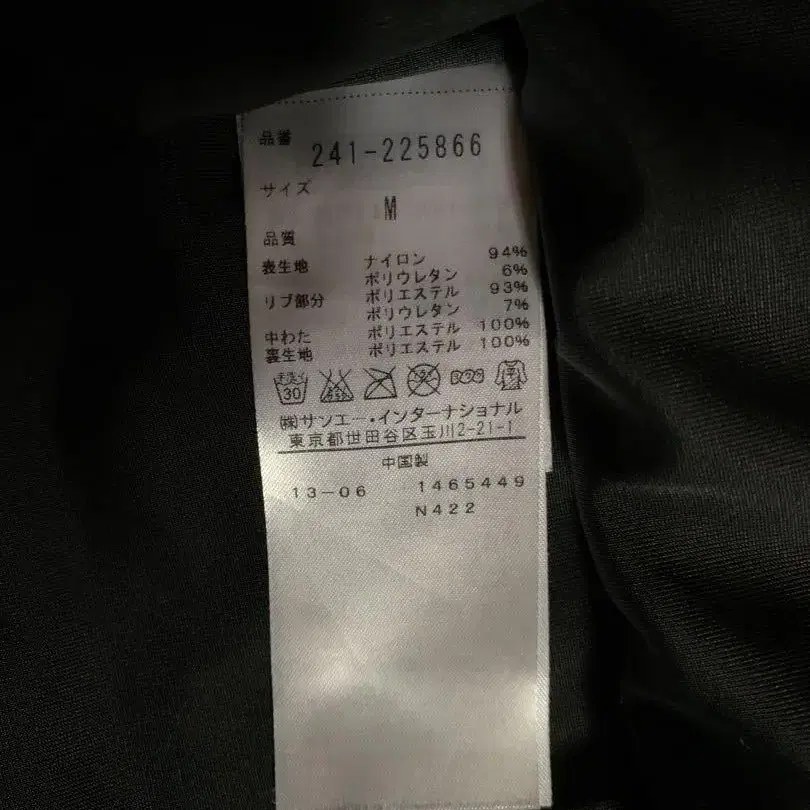 品番 241-225866
サイズ
M
品質
表生地 ナイロン 94%
ポリウレタン 6%
リブ部分 ポリエステル 93%
ポリウレタン 7%
中わた ポリエステル 100%
裏生地 ポリエステル 100%
手洗イ 30
㈱サンエー・インターナショナル
東京都世田谷区玉川2-21-1
中国製
13-06 1465449
N422